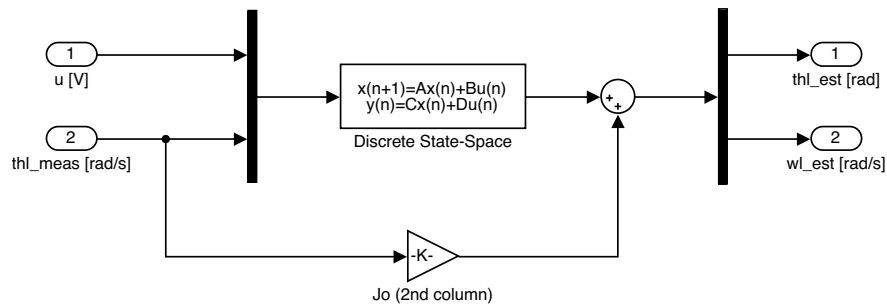 1
u [V]
2
thl_meas [rad/s]
x(n+1)=Ax(n)+Bu(n)
y(n)=Cx(n)+Du(n)
Discrete State-Space
+
+
-K-
Jo (2nd column)
1
thl_est [rad]
2
wl_est [rad/s]